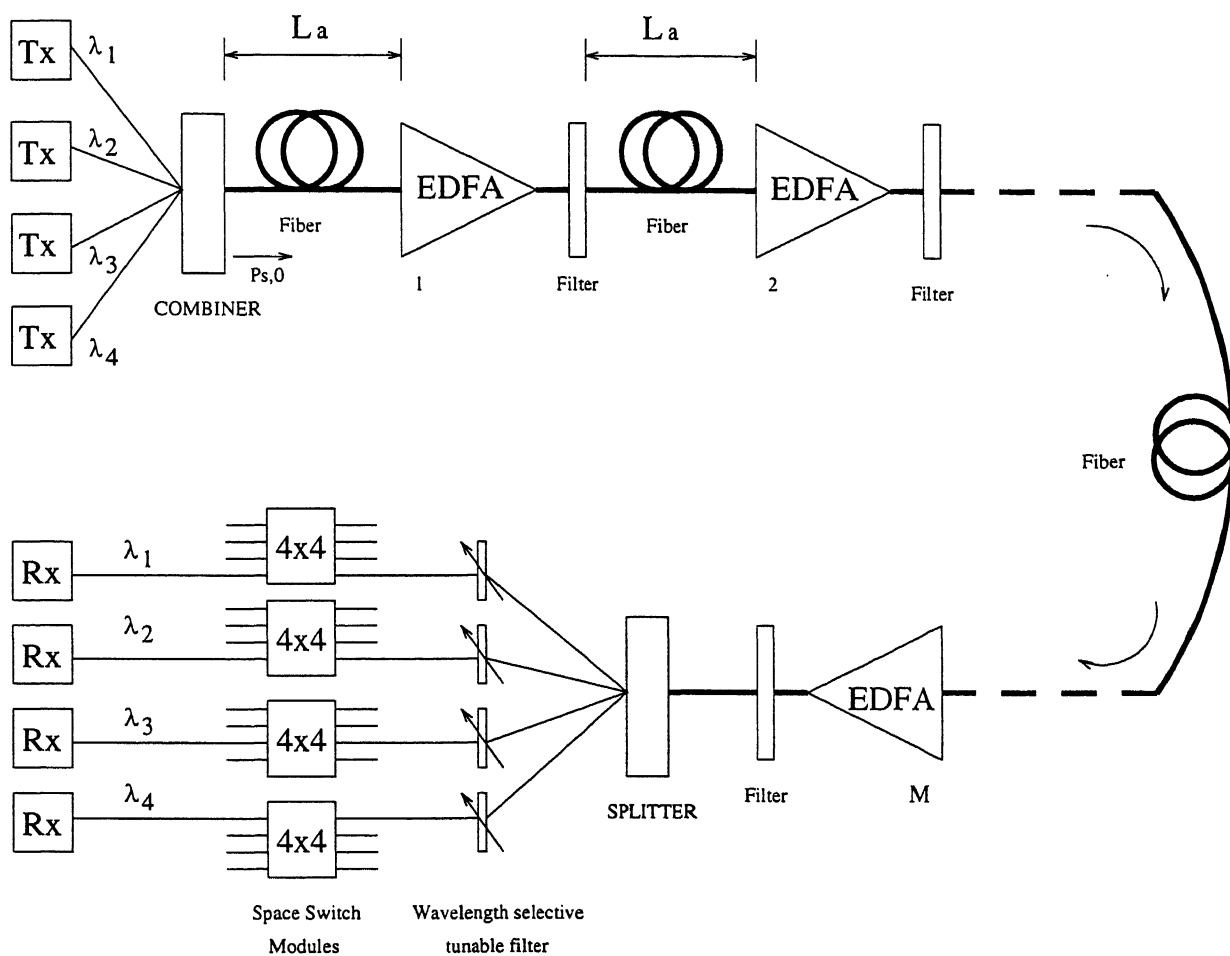 La
La
Tx
λ1
Tx
λ2
Tx
λ3
Tx
λ4
COMBINER
Fiber
Ps,0
EDFA
1
Filter
Fiber
EDFA
2
Filter
Fiber
Rx
λ1
4x4
Rx
λ2
4x4
Rx
λ3
4x4
Rx
λ4
4x4
SPLITTER
Filter
EDFA
M
Space Switch
Modules
Wavelength selective
tunable filter